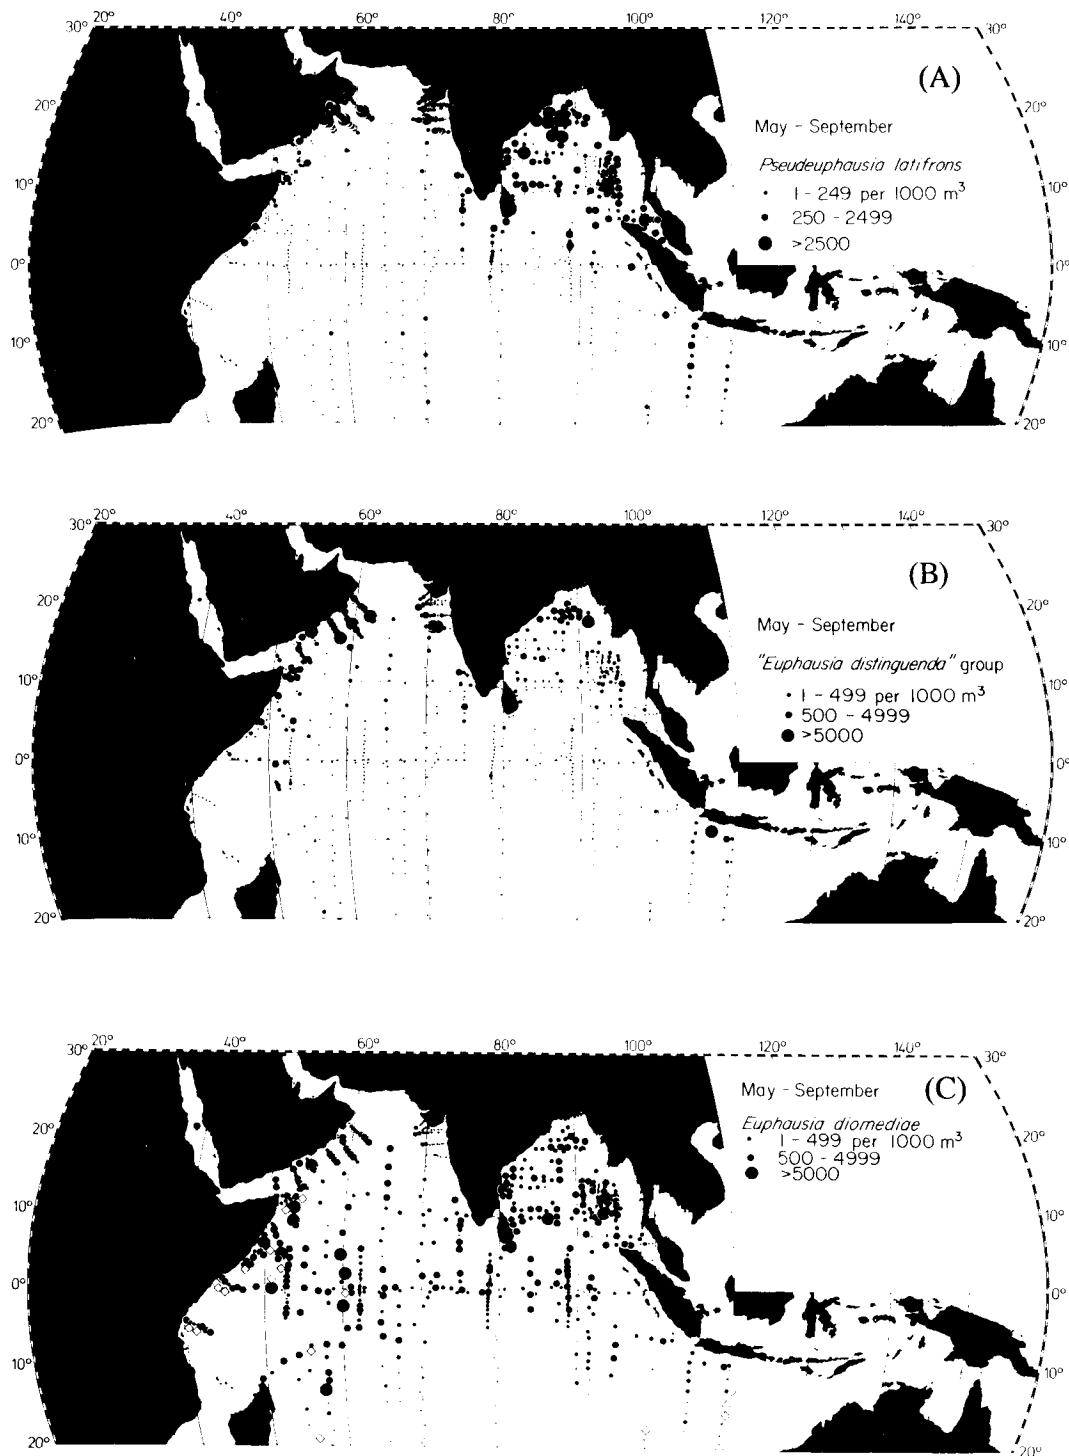 20° 40° 60° 80° 100° 120° 140°
30° 30°
(A)
20° 20°
May - September
Pseudeuphausia latifrons
10° • 1 - 249 per 1000 m³ 10°
• 250 - 2499
● >2500
0° 0°
10° 10°
20° 20°
20° 40° 60° 80° 100° 120° 140°
30° 30°
(B)
20° 20°
May - September
"Euphausia distinguenda" group
10° • 1 - 499 per 1000 m³ 10°
• 500 - 4999
● >5000
0° 0°
10° 10°
20° 20°
20° 40° 60° 80° 100° 120° 140°
30° 30°
May - September (C)
Euphausia diomediae
20° • 1 - 499 per 1000 m³ 20°
• 500 - 4999
● >5000
10° 10°
0° 0°
10° 10°
20° 20°